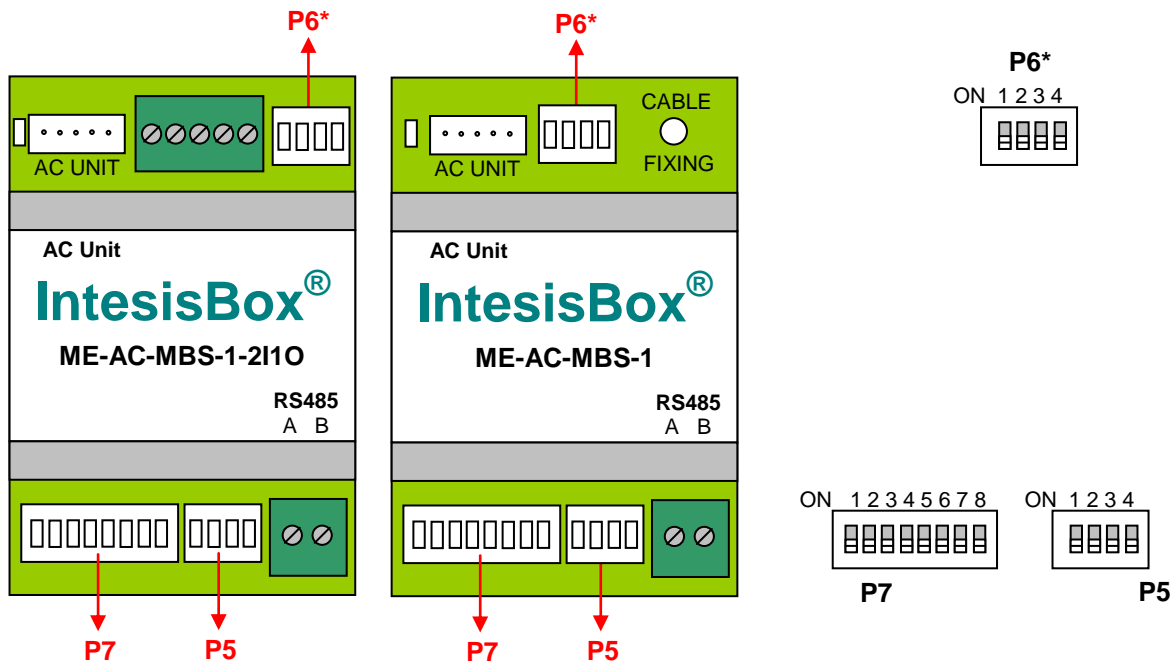 P6*
AC UNIT
AC Unit
IntesisBox®
ME-AC-MBS-1-2I1O
RS485
A B
P7
P5
P6*
AC UNIT
CABLE
FIXING
AC Unit
IntesisBox®
ME-AC-MBS-1
RS485
A B
P7
P5
P6*
ON 1 2 3 4
ON 1 2 3 4 5 6 7 8
P7
ON 1 2 3 4
P5